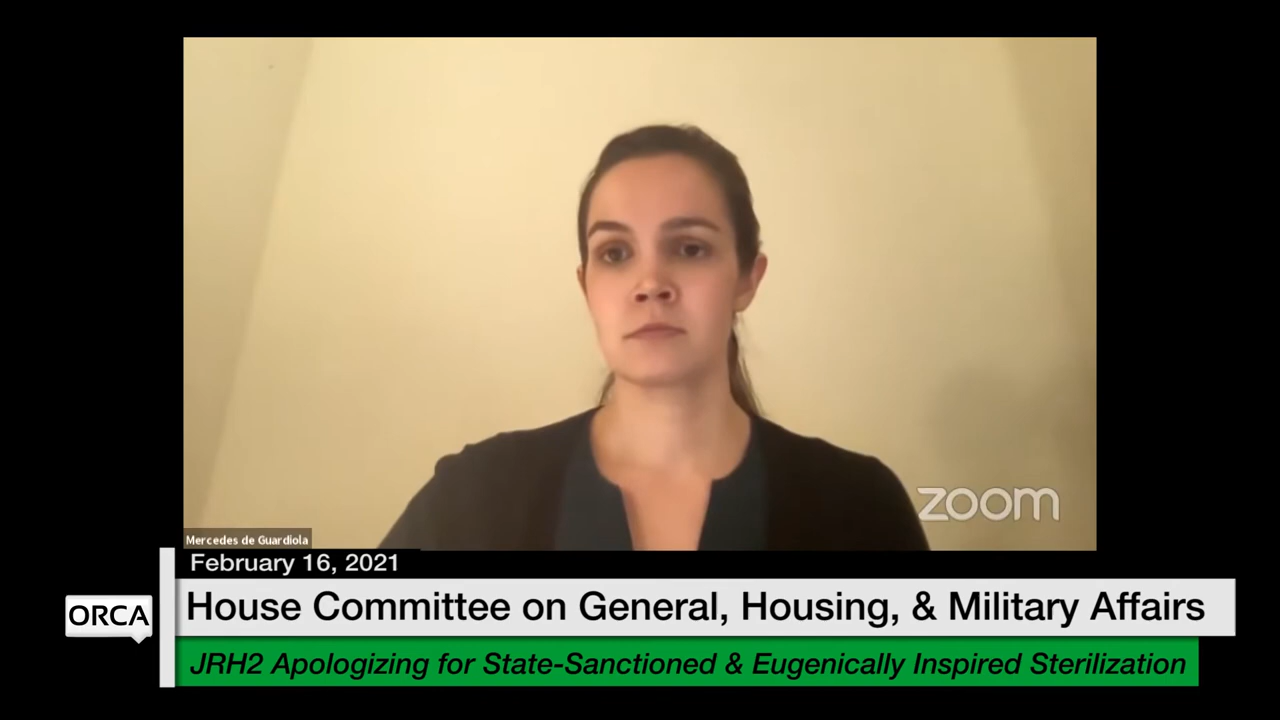 zoom
Mercedes de Guardiola
February 16, 2021
House Committee on General, Housing, & Military Affairs
ORCA
JRH2 Apologizing for State-Sanctioned & Eugenically Inspired Sterilization